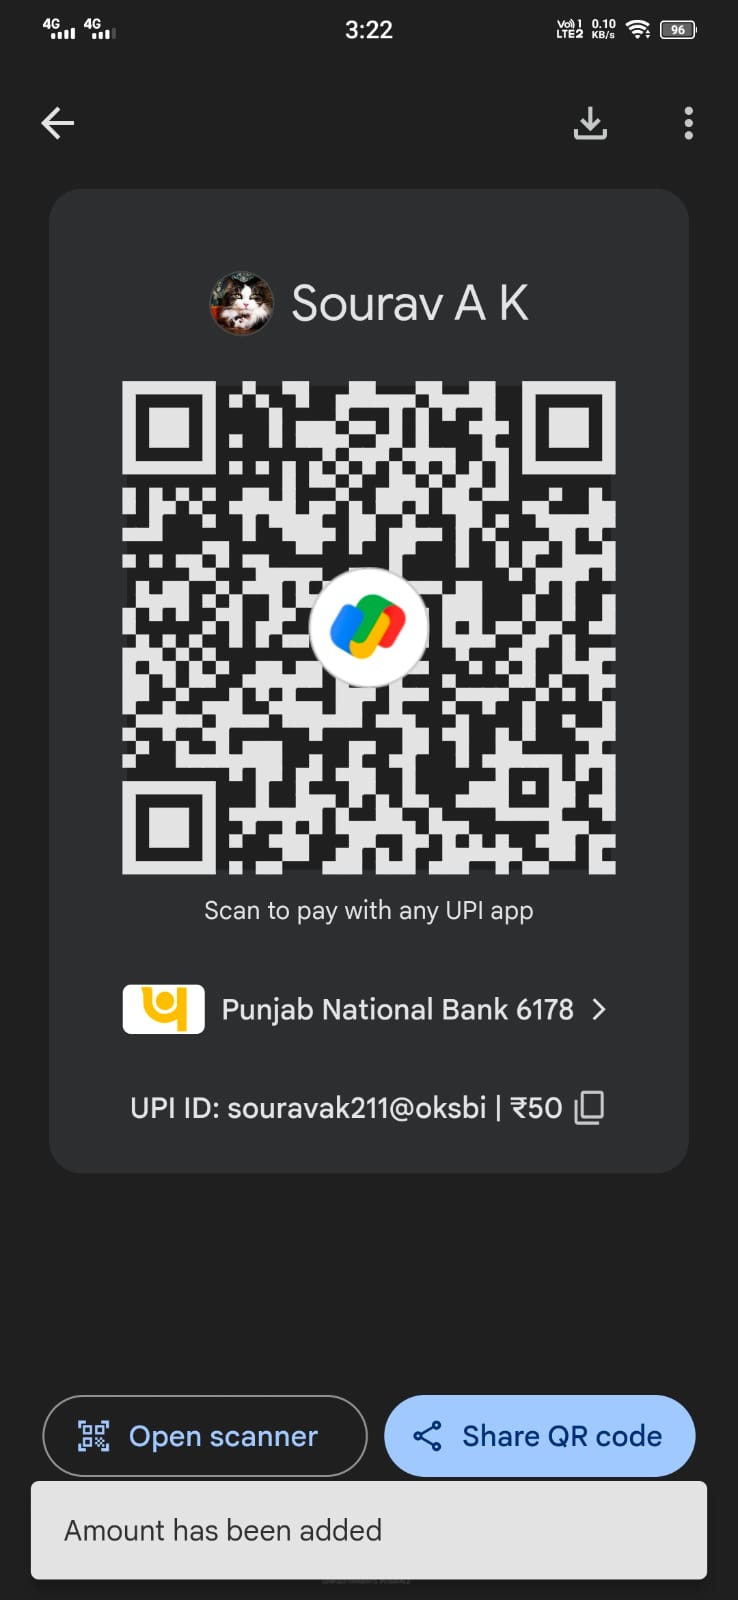 4G 4G 3:22 Vo) 1 LTE2 0.10 KB/s 96
Sourav A K
Scan to pay with any UPI app
Punjab National Bank 6178
UPI ID: souravak211@oksbi | ₹50
Open scanner
Share QR code
Amount has been added